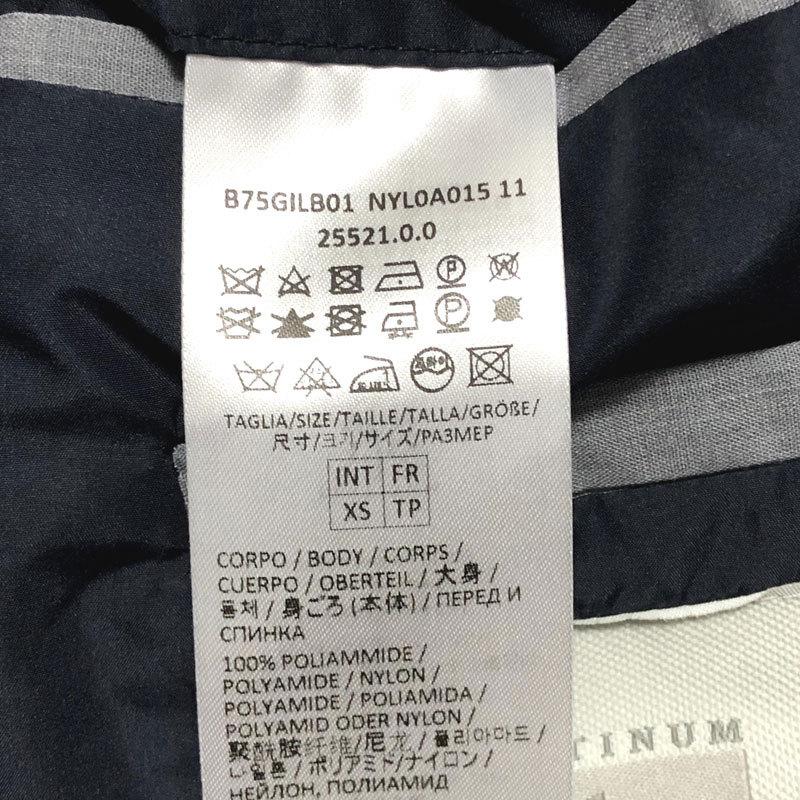 B75GILB01 NYL0A015 11
25521.0.0
TAGLIA/SIZE/TAILLE/TALLA/GRÖßE/
尺寸/크기/サイズ/РАЗМЕР
INT FR
XS TP
CORPO / BODY / CORPS /
CUERPO / OBERTEIL / 大身 /
몸체 / 身ごろ (本体) / ПЕРЕД И
СПИНКА
100% POLIAMMIDE /
POLYAMIDE / NYLON /
POLYAMIDE / POLIAMIDA /
POLYAMID ODER NYLON /
聚酰胺纤维/尼龙 / 폴리아마드 /
나일론 / ポリアミド/ナイロン /
НЕЙЛОН, ПОЛИАМИД
TINUM